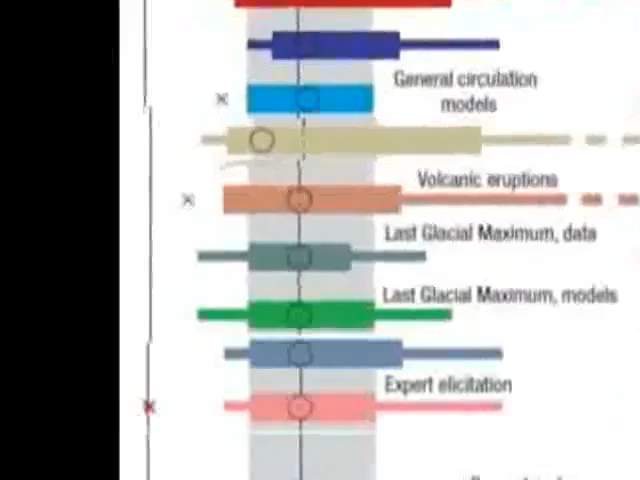 General circulation
models
Volcanic eruptions
Last Glacial Maximum, data
Last Glacial Maximum, models
Expert elicitation